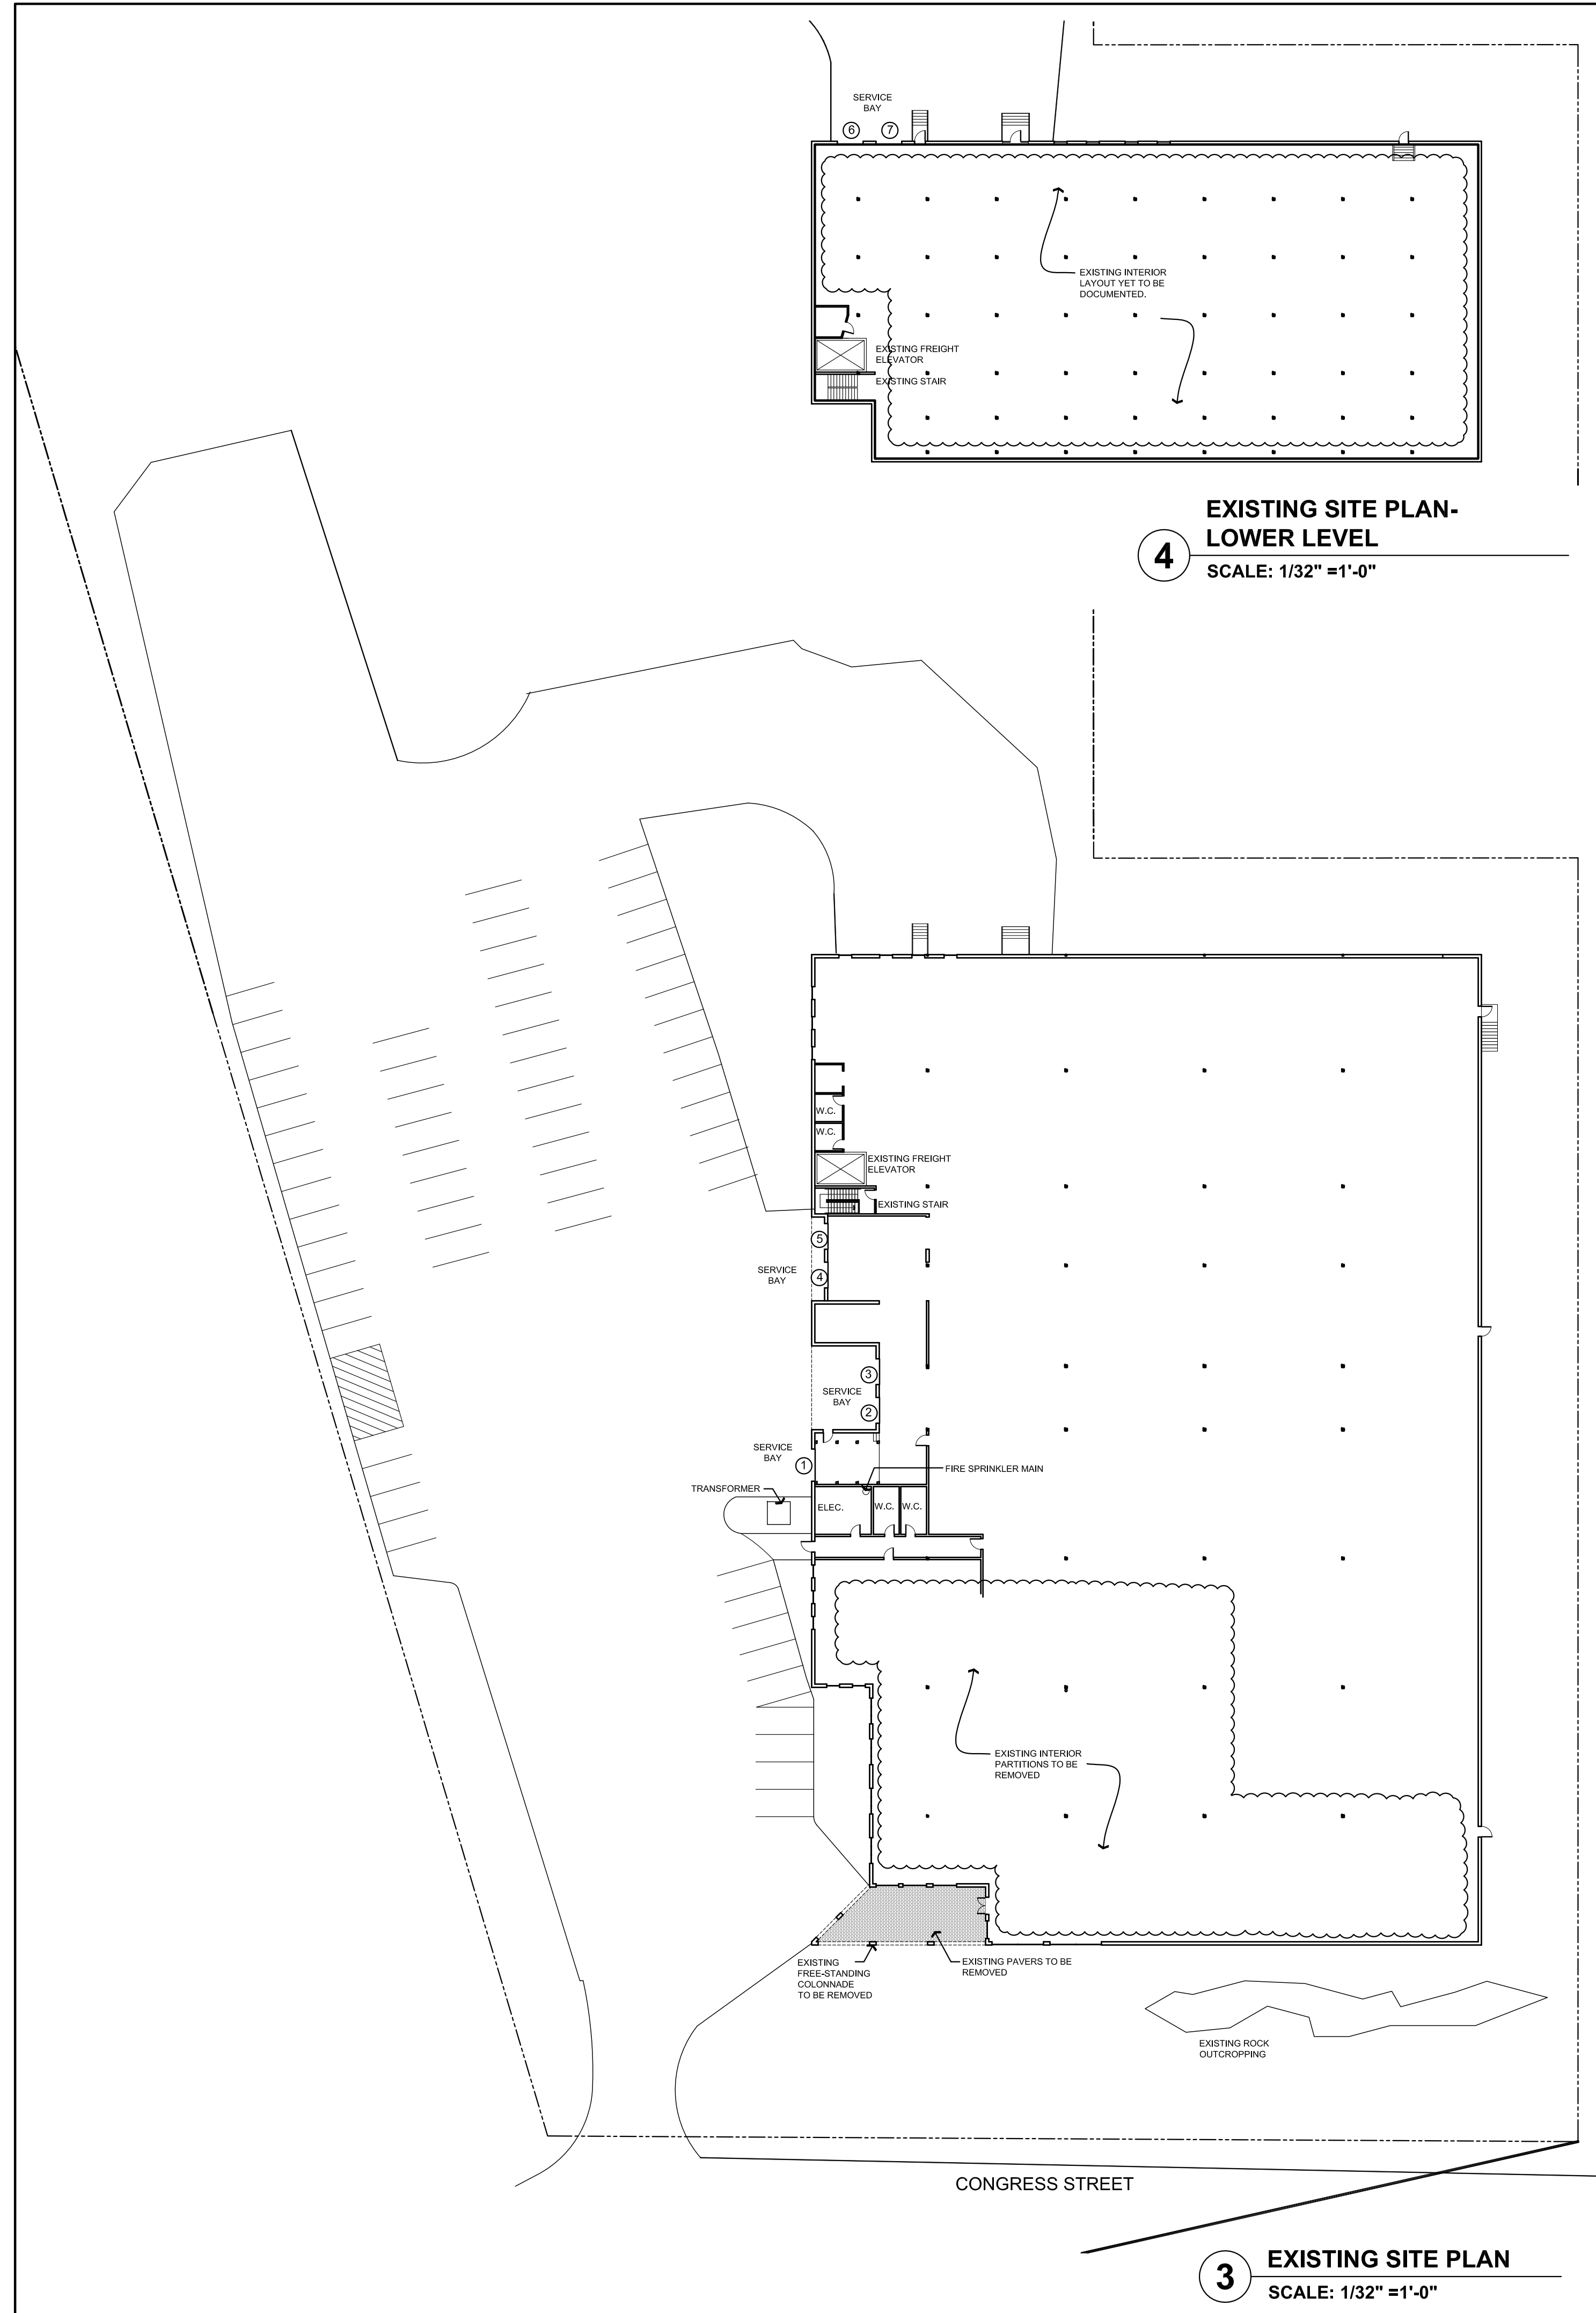 SERVICE
BAY
6
7
EXISTING INTERIOR
LAYOUT YET TO BE
DOCUMENTED.
EXISTING FREIGHT
ELEVATOR
EXISTING STAIR
4
EXISTING SITE PLAN-
LOWER LEVEL
SCALE: 1/32" =1'-0"
W.C.
W.C.
EXISTING FREIGHT
ELEVATOR
EXISTING STAIR
5
SERVICE
BAY
4
3
SERVICE
BAY
2
SERVICE
BAY
1
FIRE SPRINKLER MAIN
TRANSFORMER
ELEC.
W.C.
W.C.
EXISTING INTERIOR
PARTITIONS TO BE
REMOVED
EXISTING
FREE-STANDING
COLONNADE
TO BE REMOVED
EXISTING PAVERS TO BE
REMOVED
EXISTING ROCK
OUTCROPPING
CONGRESS STREET
3
EXISTING SITE PLAN
SCALE: 1/32" =1'-0"